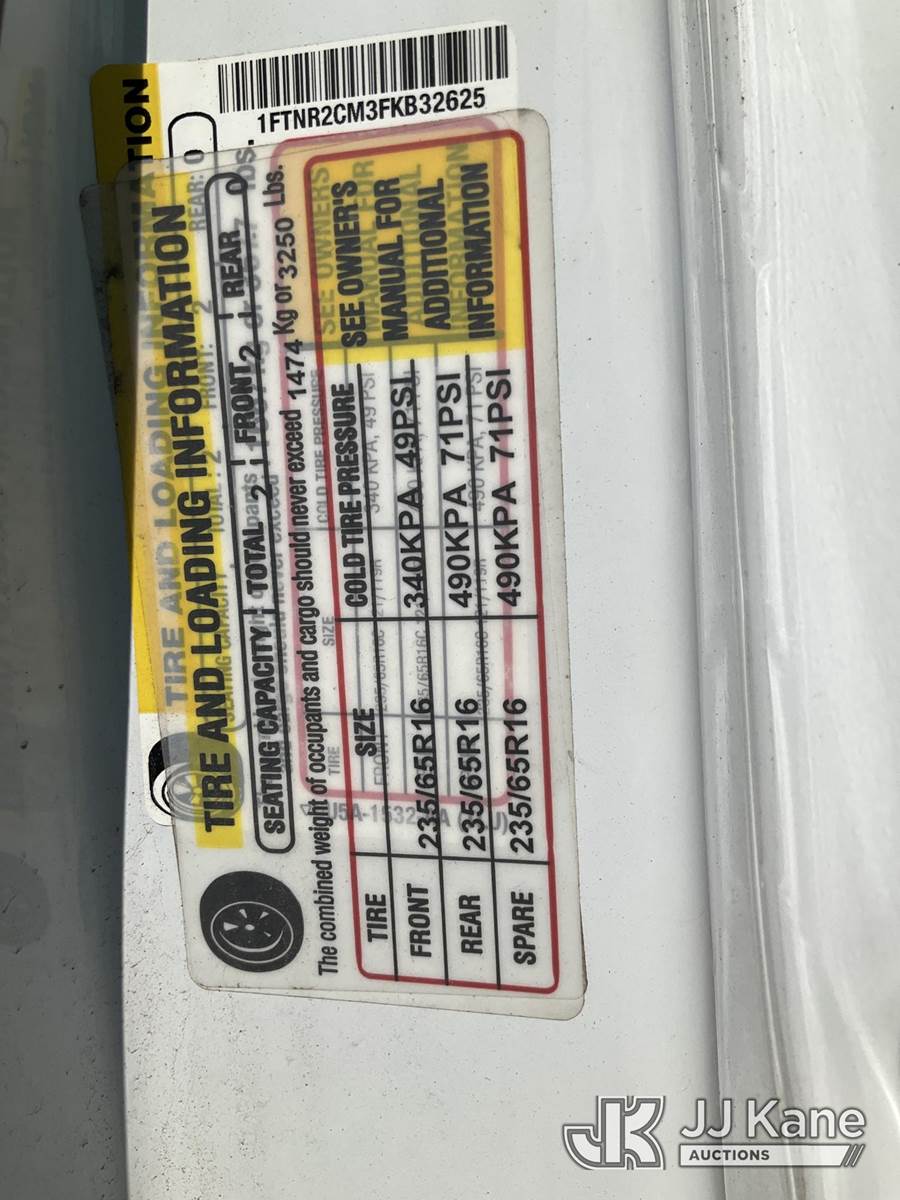 1FTNR2CM3FKB32625
TIRE AND LOADING INFORMATION
SEATING CAPACITY TOTAL 2 FRONT 2 REAR 0
The combined weight of occupants and cargo should never exceed 1474 Kg or 3250 Lbs.
TIRE SIZE COLD TIRE PRESSURE SEE OWNER'S MANUAL FOR ADDITIONAL INFORMATION
FRONT 235/65R16 340KPA 49PSI
REAR 235/65R16 490KPA 71PSI
SPARE 235/65R16 490KPA 71PSI
JK JJ Kane
AUCTIONS